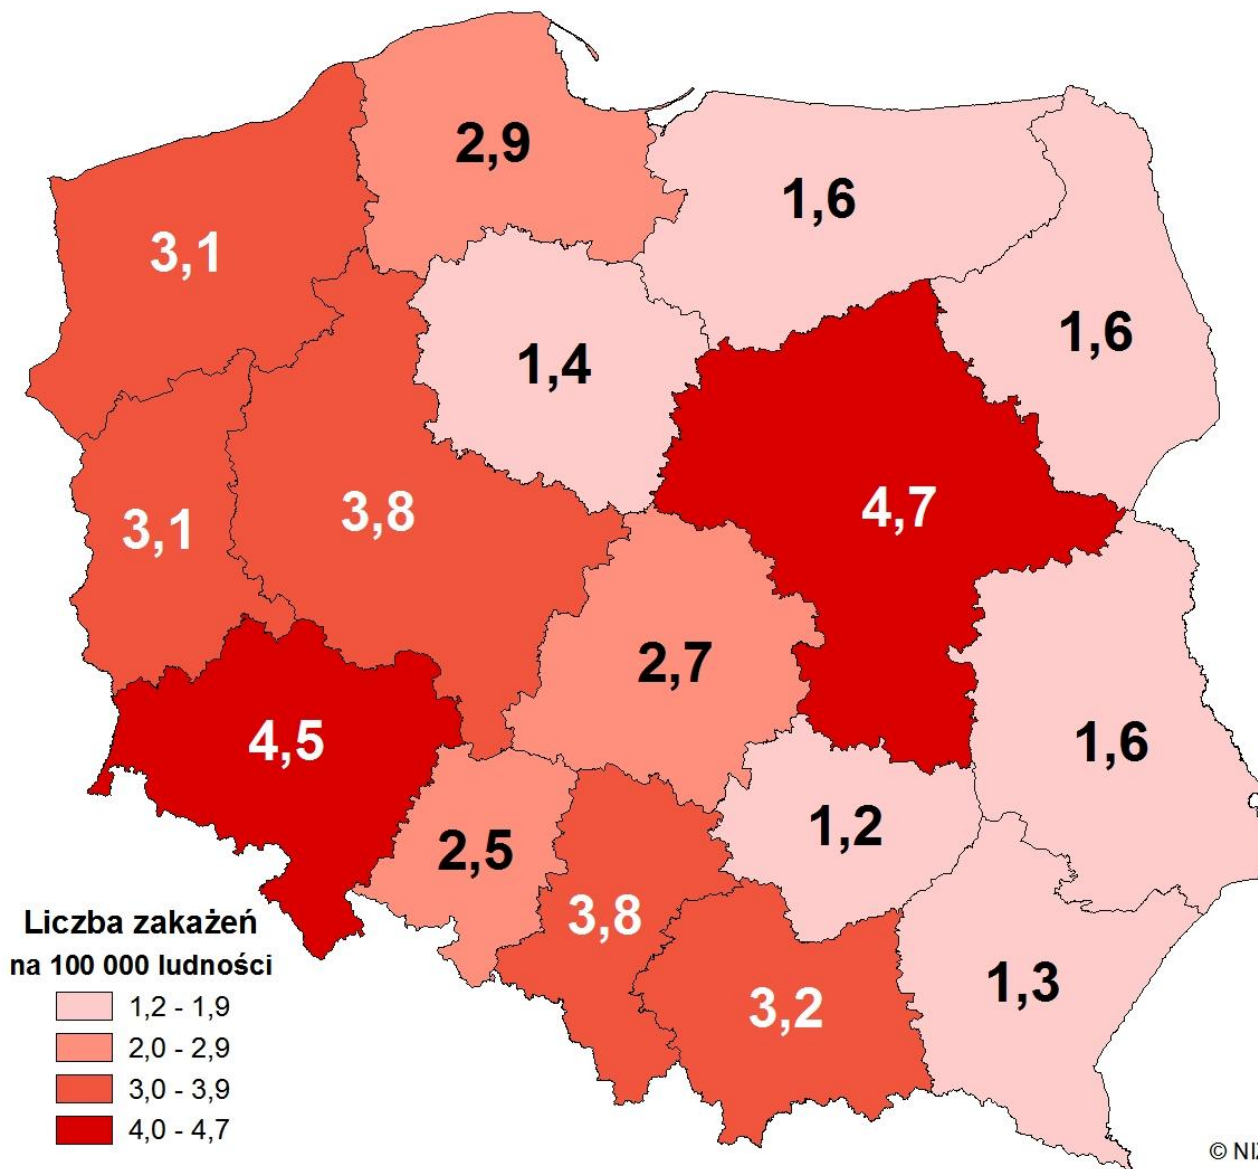 2,9
1,6
3,1
1,6
1,4
3,8
4,7
3,1
2,7
4,5
1,6
1,2
2,5
3,8
1,3
3,2
Liczba zakażeń
na 100 000 ludności
1,2 - 1,9
2,0 - 2,9
3,0 - 3,9
4,0 - 4,7